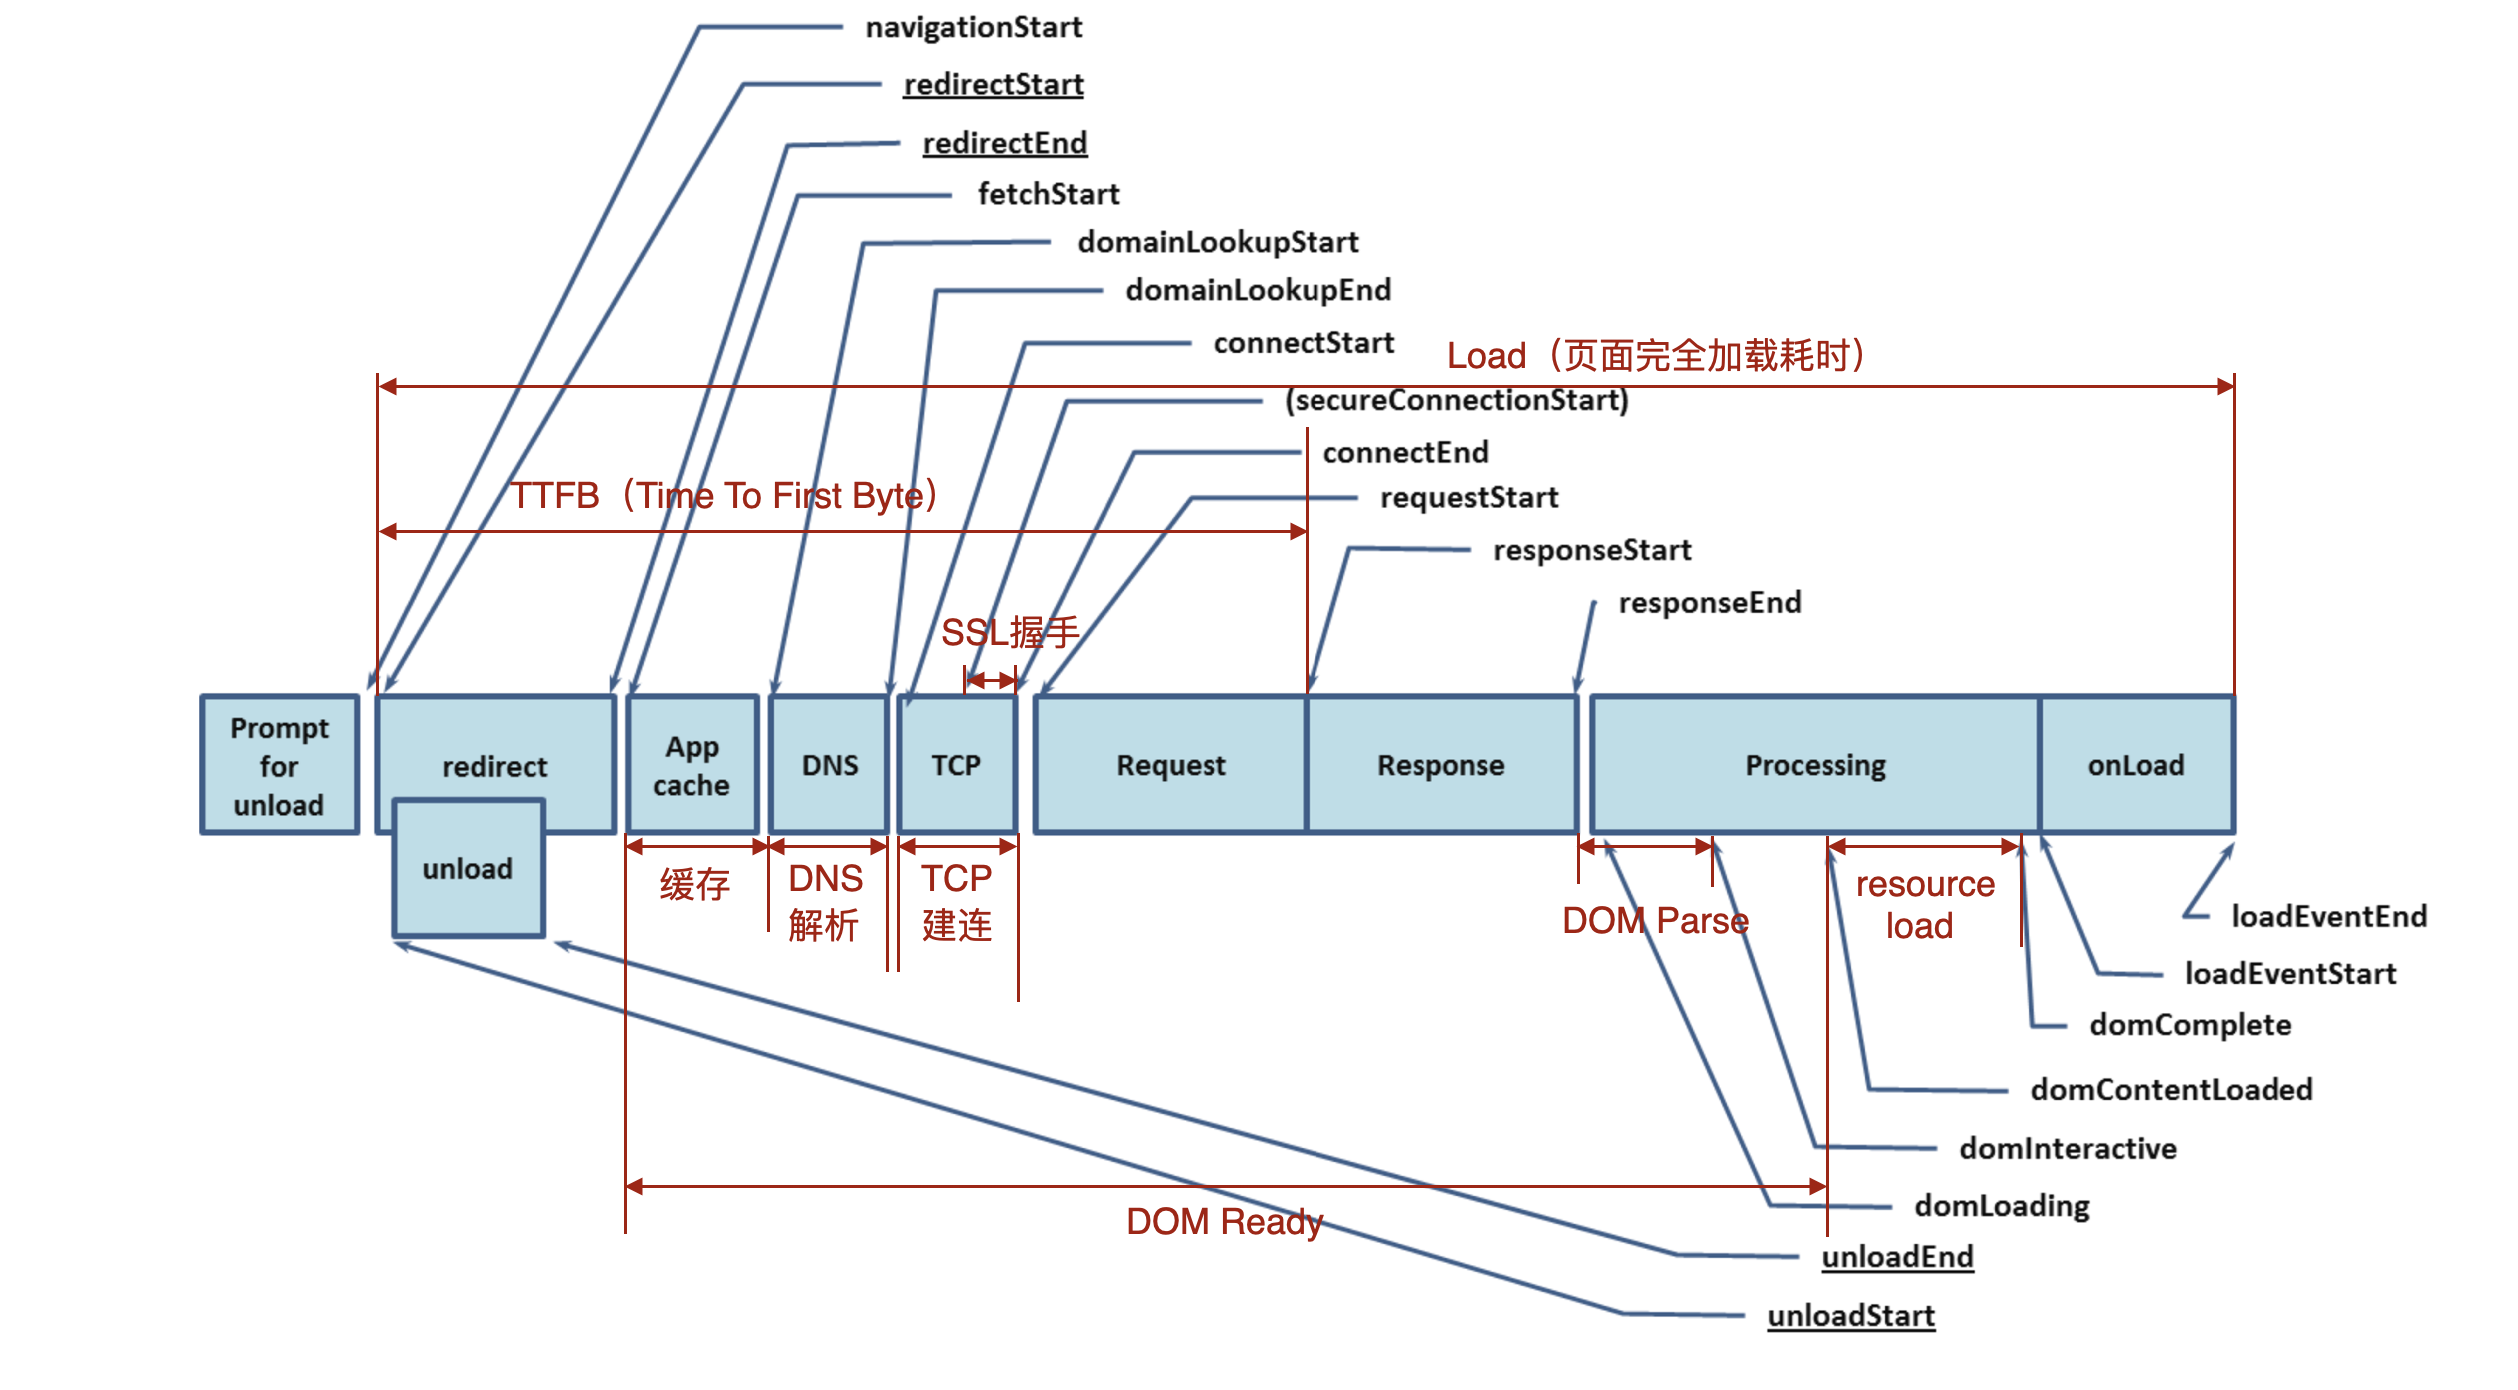 navigationStart
redirectStart
redirectEnd
fetchStart
domainLookupStart
domainLookupEnd
connectStart
Load（页面完全加载耗时）
(secureConnectionStart)
connectEnd
TTFB（Time To First Byte）
requestStart
responseStart
responseEnd
SSL握手
Prompt
for
unload
redirect
App
cache
DNS
TCP
Request
Response
Processing
onLoad
unload
缓存
DNS
解析
TCP
建连
DOM Parse
resource
load
loadEventEnd
loadEventStart
domComplete
domContentLoaded
domInteractive
domLoading
DOM Ready
unloadEnd
unloadStart